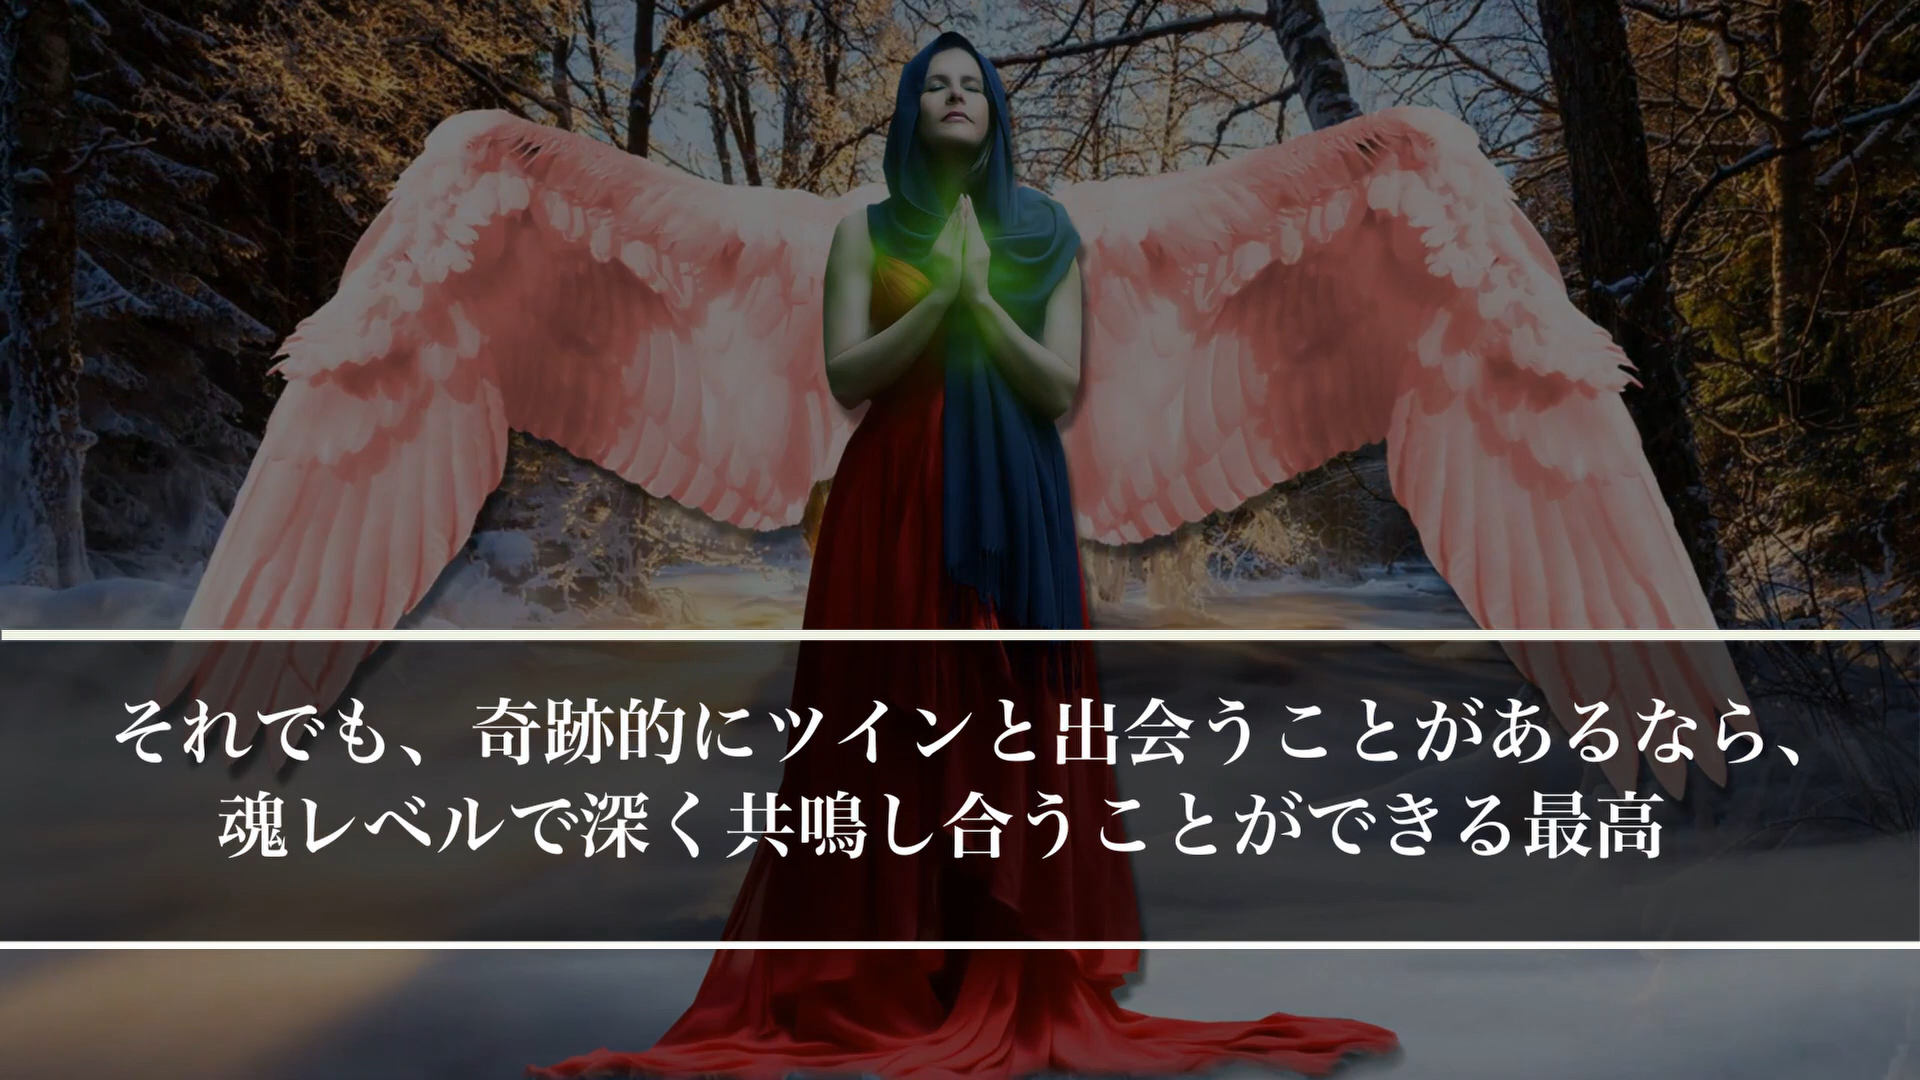 それでも、奇跡的にツインと出会うことがあるなら、
魂レベルで深く共鳴し合うことができる最高